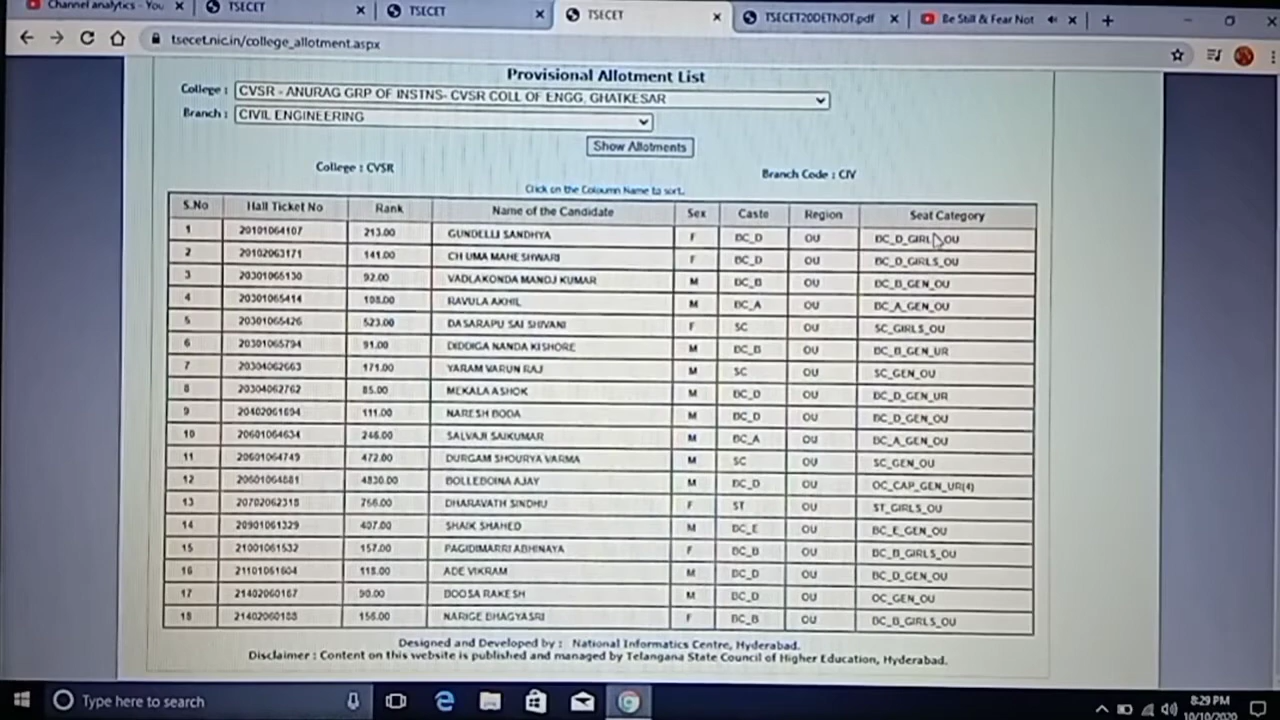 Channel analytics - You
TSECET
TSECET
TSECET
TSECET20DETNOT.pdf
Be Still & Fear Not
tsecet.nic.in/college_allotment.aspx
Provisional Allotment List
College : CVSR - ANURAG GRP OF INSTNS- CVSR COLL OF ENGG, GHATKESAR
Branch : CIVIL ENGINEERING
Show Allotments
College : CVSR Branch Code : CIV
Click on the Coloumn Name to sort.
S.No Hall Ticket No Rank Name of the Candidate Sex Caste Region Seat Category
1 20101064107 213.00 GUNDELLI SANDHYA F BC_D OU BC_D_GIRLS_OU
2 20102063171 141.00 CH UMA MAHESHWARI F BC_D OU BC_D_GIRLS_OU
3 20301065130 92.00 VADLAKONDA MANOJ KUMAR M BC_B OU BC_B_GEN_OU
4 20301065414 108.00 RAVULA AKHIL M BC_A OU BC_A_GEN_OU
5 20301065426 523.00 DASARAPU SAI SHIVANI F SC OU SC_GIRLS_OU
6 20301065794 91.00 DIDDIGA NANDA KISHORE M BC_B OU BC_B_GEN_UR
7 20304062663 171.00 YARAM VARUN RAJ M SC OU SC_GEN_OU
8 20304062762 85.00 MEKALA ASHOK M BC_D OU BC_D_GEN_UR
9 20402061694 111.00 NARESH BODA M BC_D OU BC_D_GEN_OU
10 20601064634 246.00 SALVAJI SAIKUMAR M BC_A OU BC_A_GEN_OU
11 20601064749 472.00 DURGAM SHOURYA VARMA M SC OU SC_GEN_OU
12 20601064881 4830.00 BOLLEBOINA AJAY M BC_D OU OC_CAP_GEN_UR(4)
13 20702062318 766.00 DHARAVATH SINDHU F ST OU ST_GIRLS_OU
14 20901061329 407.00 SHAIK SHAHED M BC_E OU BC_E_GEN_OU
15 21001061532 157.00 PAGIDIMARRI ABHINAYA F BC_B OU BC_B_GIRLS_OU
16 21101061604 118.00 ADE VIKRAM M BC_D OU BC_D_GEN_OU
17 21402060167 90.00 BOOSA RAKESH M BC_D OU OC_GEN_OU
18 21402060188 156.00 NARIGE BHAGYASRI F BC_B OU BC_B_GIRLS_OU
Designed and Developed by : National Informatics Centre, Hyderabad.
Disclaimer : Content on this website is published and managed by Telangana State Council of Higher Education, Hyderabad.
Type here to search
8:29 PM
10/10/2020